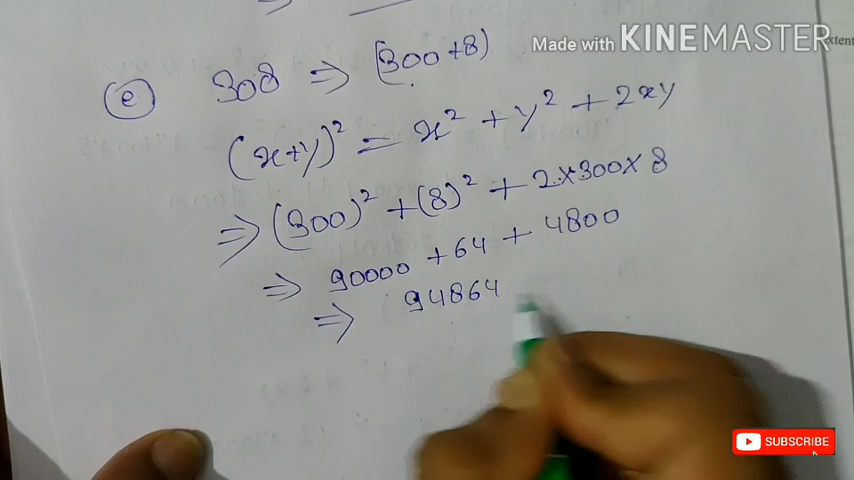 Made with KINEMASTER
xtent
(e) 308 ⇒ (300+8)
(x+y)² = x² + y² + 2xy
⇒ (300)² + (8)² + 2×300×8
⇒ 90000 + 64 + 4800
⇒ 94864
SUBSCRIBE